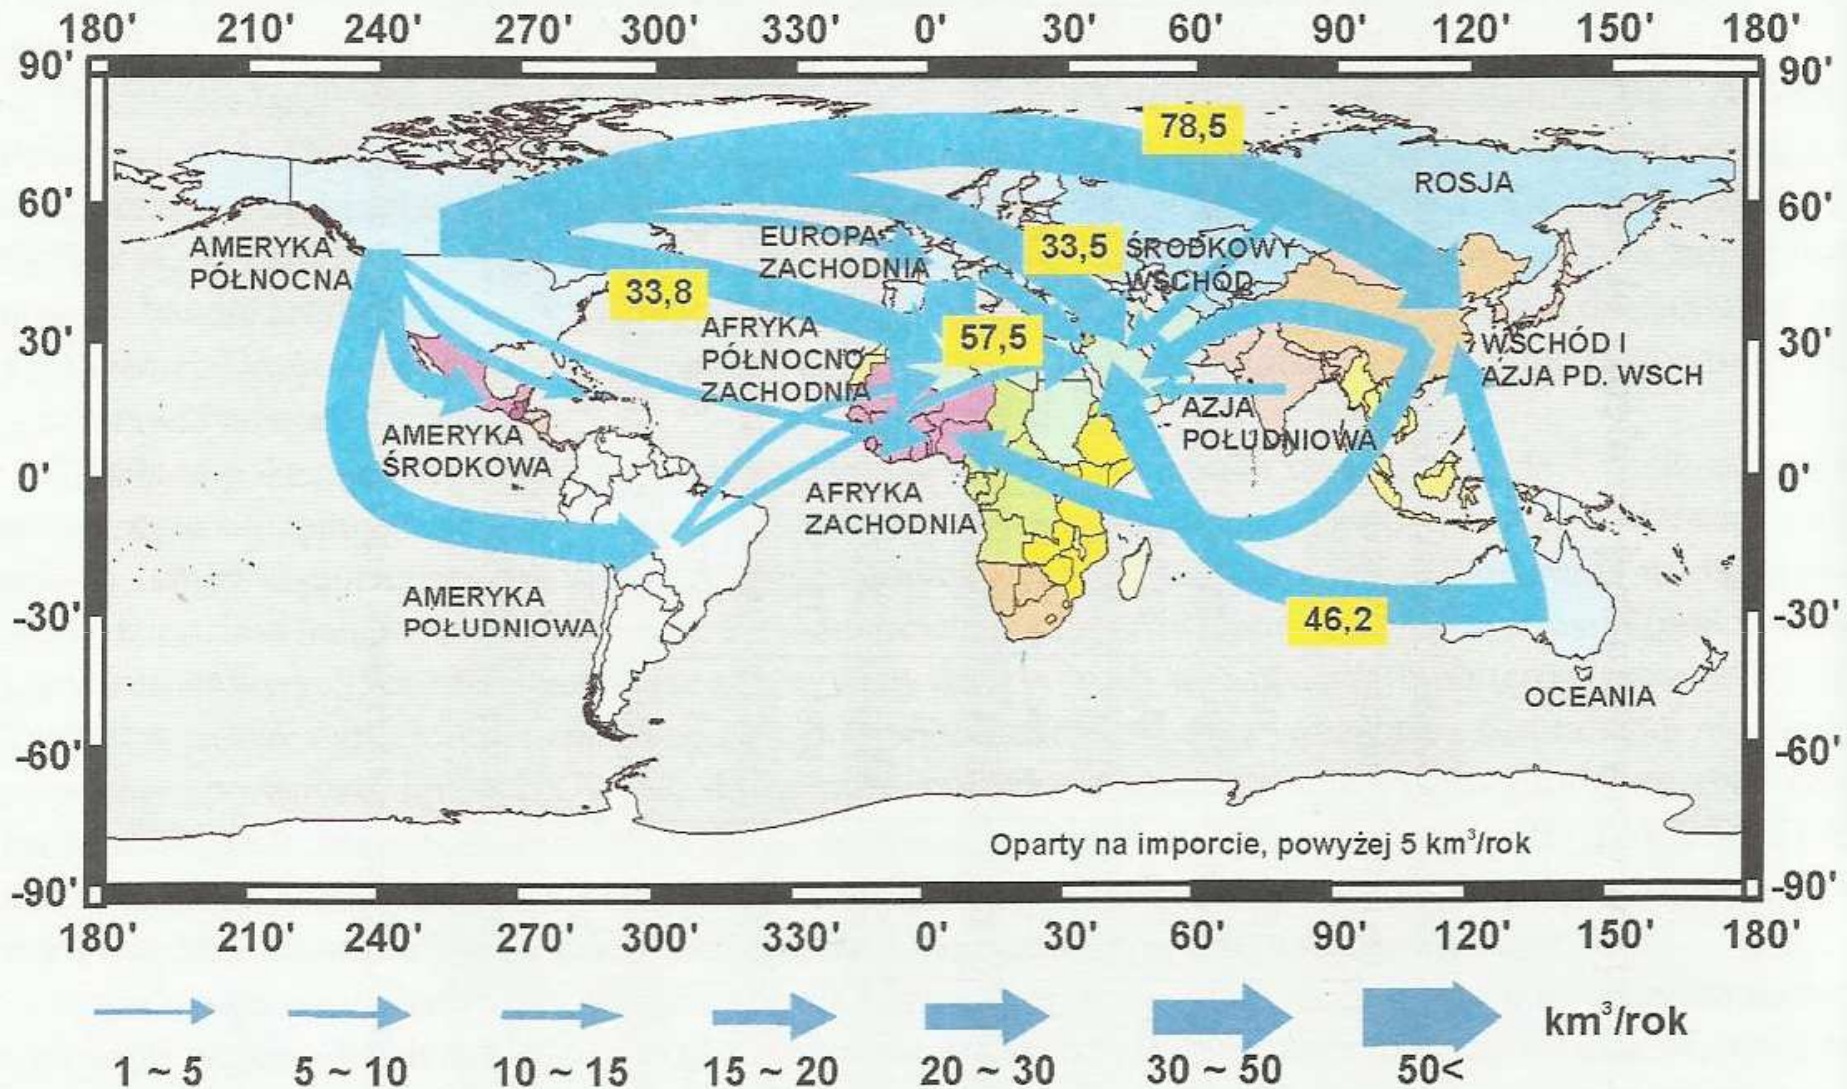 180' 210' 240' 270' 300' 330' 0' 30' 60' 90' 120' 150' 180'
90' 90'
78,5
ROSJA
60' 60'
AMERYKA
PÓŁNOCNA
EUROPA
ZACHODNIA
33,5
ŚRODKOWY
WSCHÓD
33,8
AFRYKA
PÓŁNOCNO
ZACHODNIA
57,5
30' 30'
WSCHÓD I
AZJA PD. WSCH
AZJA
POŁUDNIOWA
AMERYKA
ŚRODKOWA
0' 0'
AFRYKA
ZACHODNIA
AMERYKA
POŁUDNIOWA
46,2
-30' -30'
OCEANIA
-60' -60'
Oparty na imporcie, powyżej 5 km³/rok
-90' -90'
180' 210' 240' 270' 300' 330' 0' 30' 60' 90' 120' 150' 180'
km³/rok
1 ~ 5 5 ~ 10 10 ~ 15 15 ~ 20 20 ~ 30 30 ~ 50 50<